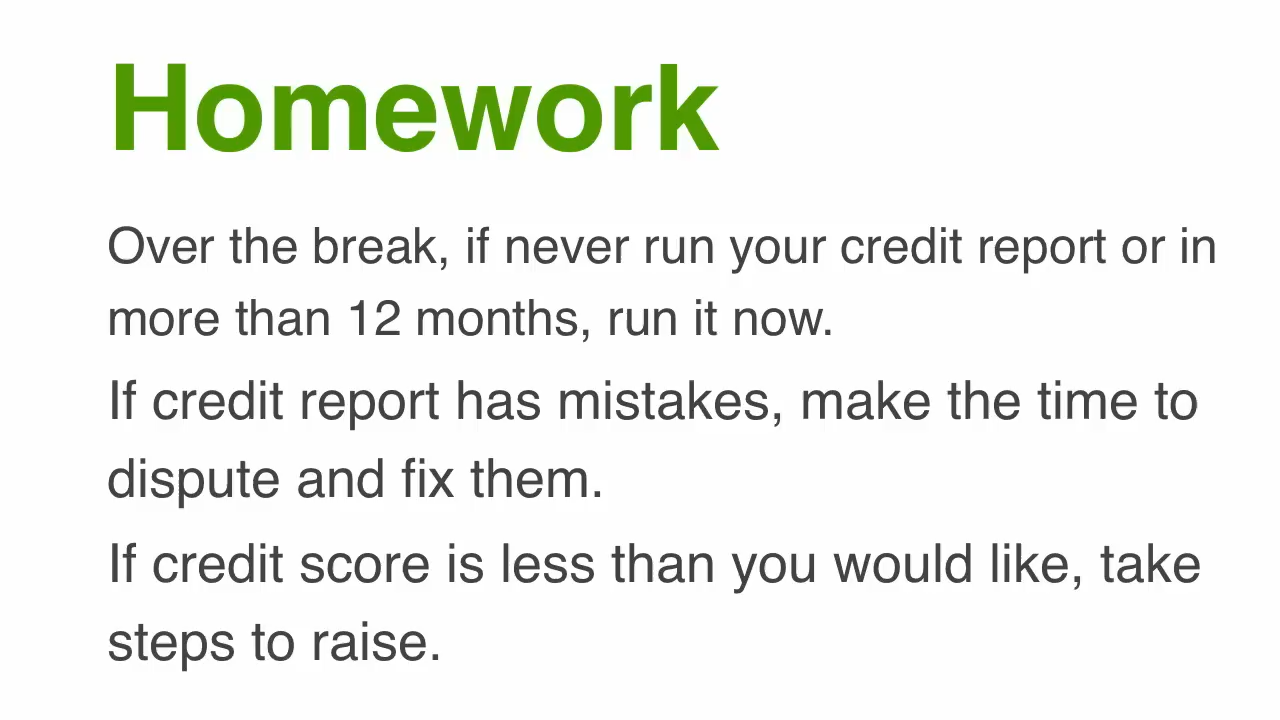 Homework
Over the break, if never run your credit report or in
more than 12 months, run it now.
If credit report has mistakes, make the time to
dispute and fix them.
If credit score is less than you would like, take
steps to raise.